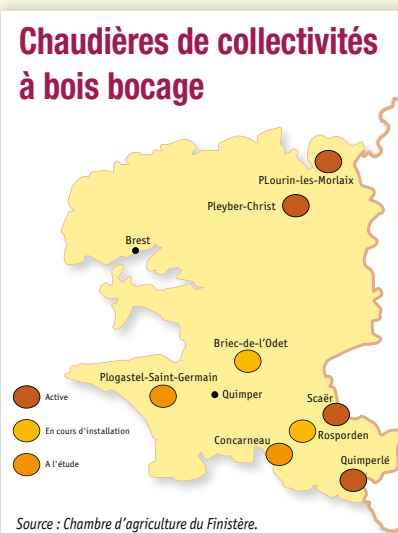 Chaudières de collectivités
à bois bocage
PLourin-les-Morlaix
Pleyber-Christ
Brest
Briec-de-l'Odet
Plogastel-Saint-Germain
Quimper
Active
Scaër
En cours d'installation
Rosporden
Concarneau
Quimperlé
A l'étude
Source : Chambre d'agriculture du Finistère.